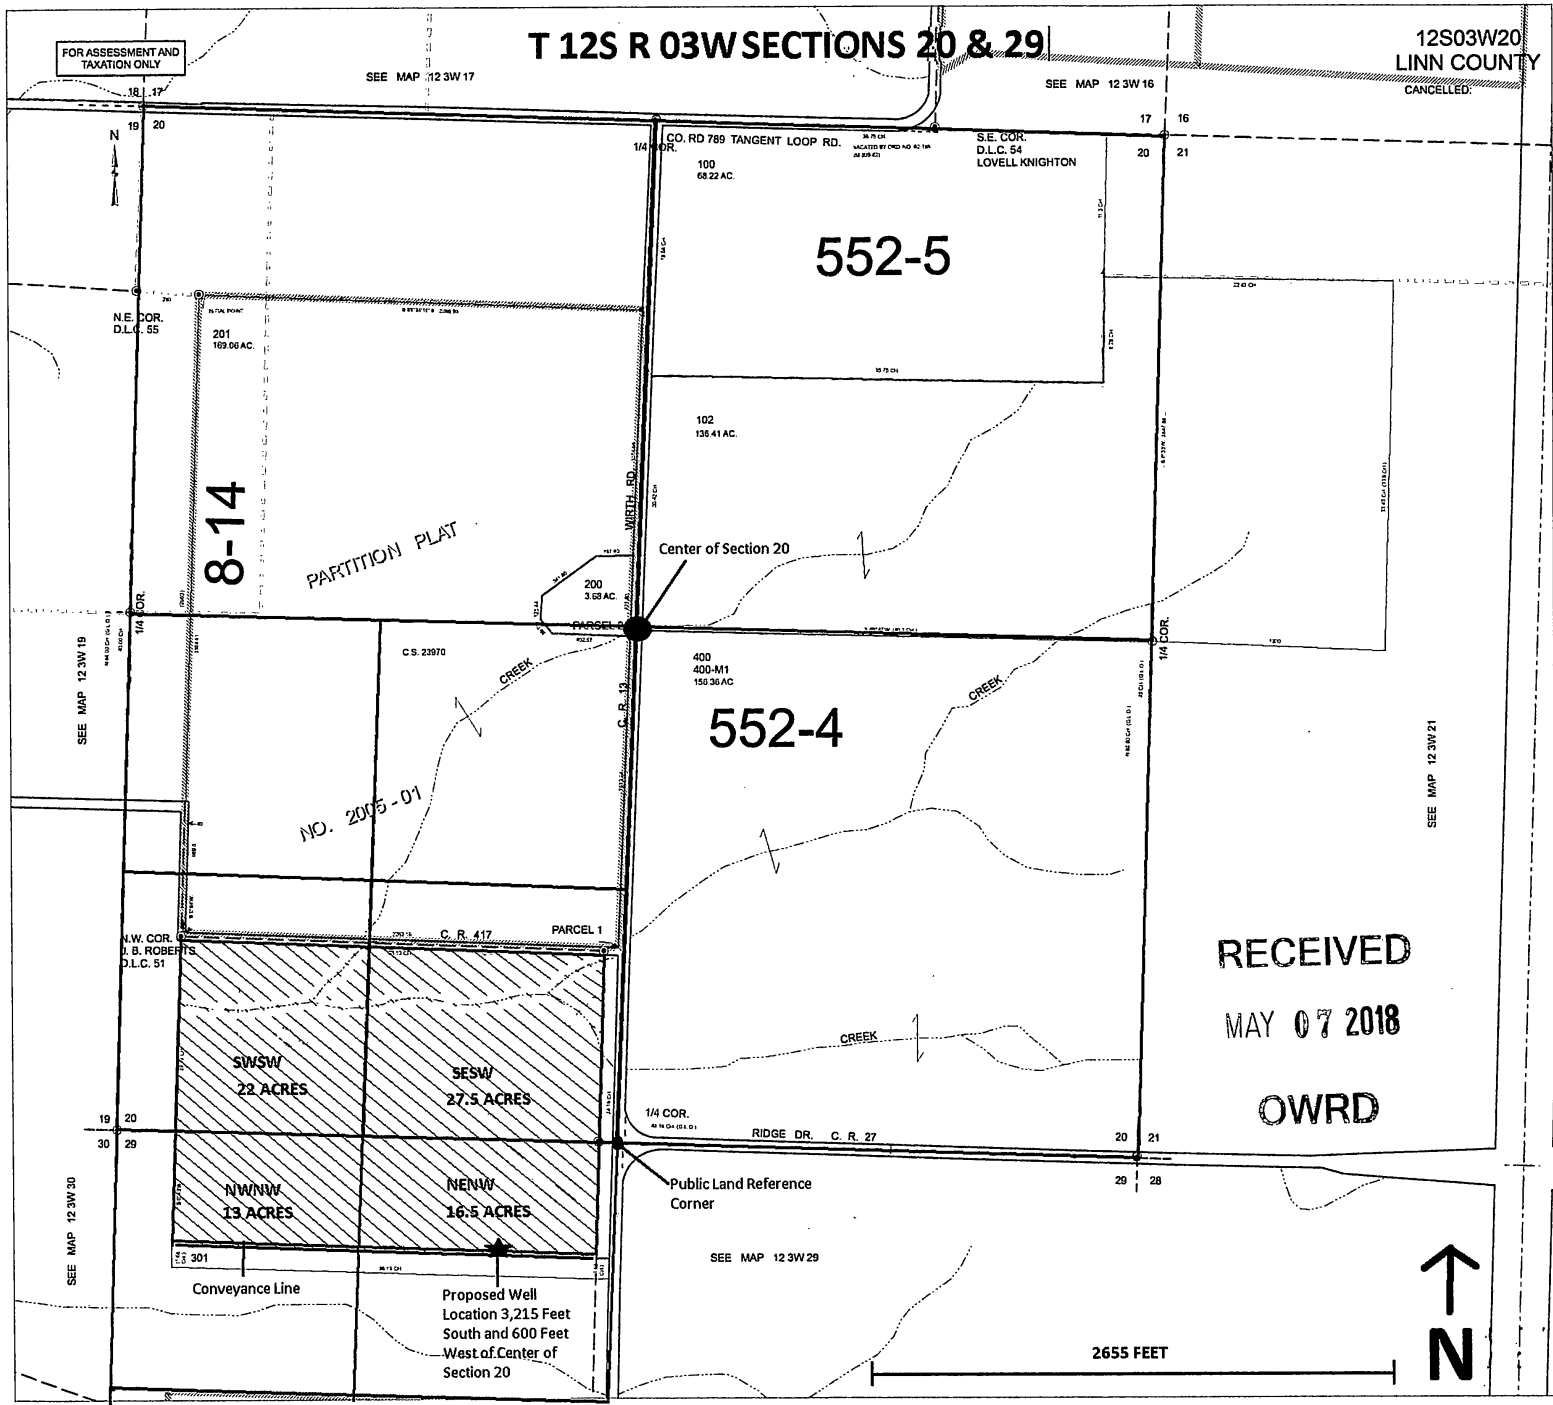 T 12S R 03W SECTIONS 20 & 29
12S03W20
LINN COUNTY
CANCELLED:
FOR ASSESSMENT AND
TAXATION ONLY
SEE MAP 12 3W 17
SEE MAP 12 3W 16
18 17
19 20
17 16
20 21
N
1/4 COR.
CO. RD 789 TANGENT LOOP RD.
S.E. COR.
D.L.C. 54
LOVELL KNIGHTON
100
68.22 AC.
552-5
N.E. COR.
D.L.C. 55
INITIAL POINT
201
169.06 AC.
102
136.41 AC.
8-14
PARTITION PLAT
WIRTH RD.
Center of Section 20
200
3.68 AC.
1/4 COR.
PARSEL 2
1/4 COR.
SEE MAP 12 3W 19
C.S. 23970
CREEK
C. R. 13
400
400-M1
156.36 AC
552-4
CREEK
SEE MAP 12 3W 21
NO. 2005-01
N.W. COR.
J. B. ROBERTS
D.L.C. 51
C. R. 417
PARCEL 1
RECEIVED
MAY 07 2018
OWRD
CREEK
SWSW
22 ACRES
SESW
27.5 ACRES
19 20
30 29
1/4 COR.
RIDGE DR. C. R. 27
20 21
29 28
Public Land Reference
Corner
NWNW
13 ACRES
NENW
16.5 ACRES
SEE MAP 12 3W 30
301
SEE MAP 12 3W 29
Conveyance Line
Proposed Well
Location 3,215 Feet
South and 600 Feet
West of Center of
Section 20
2655 FEET
N